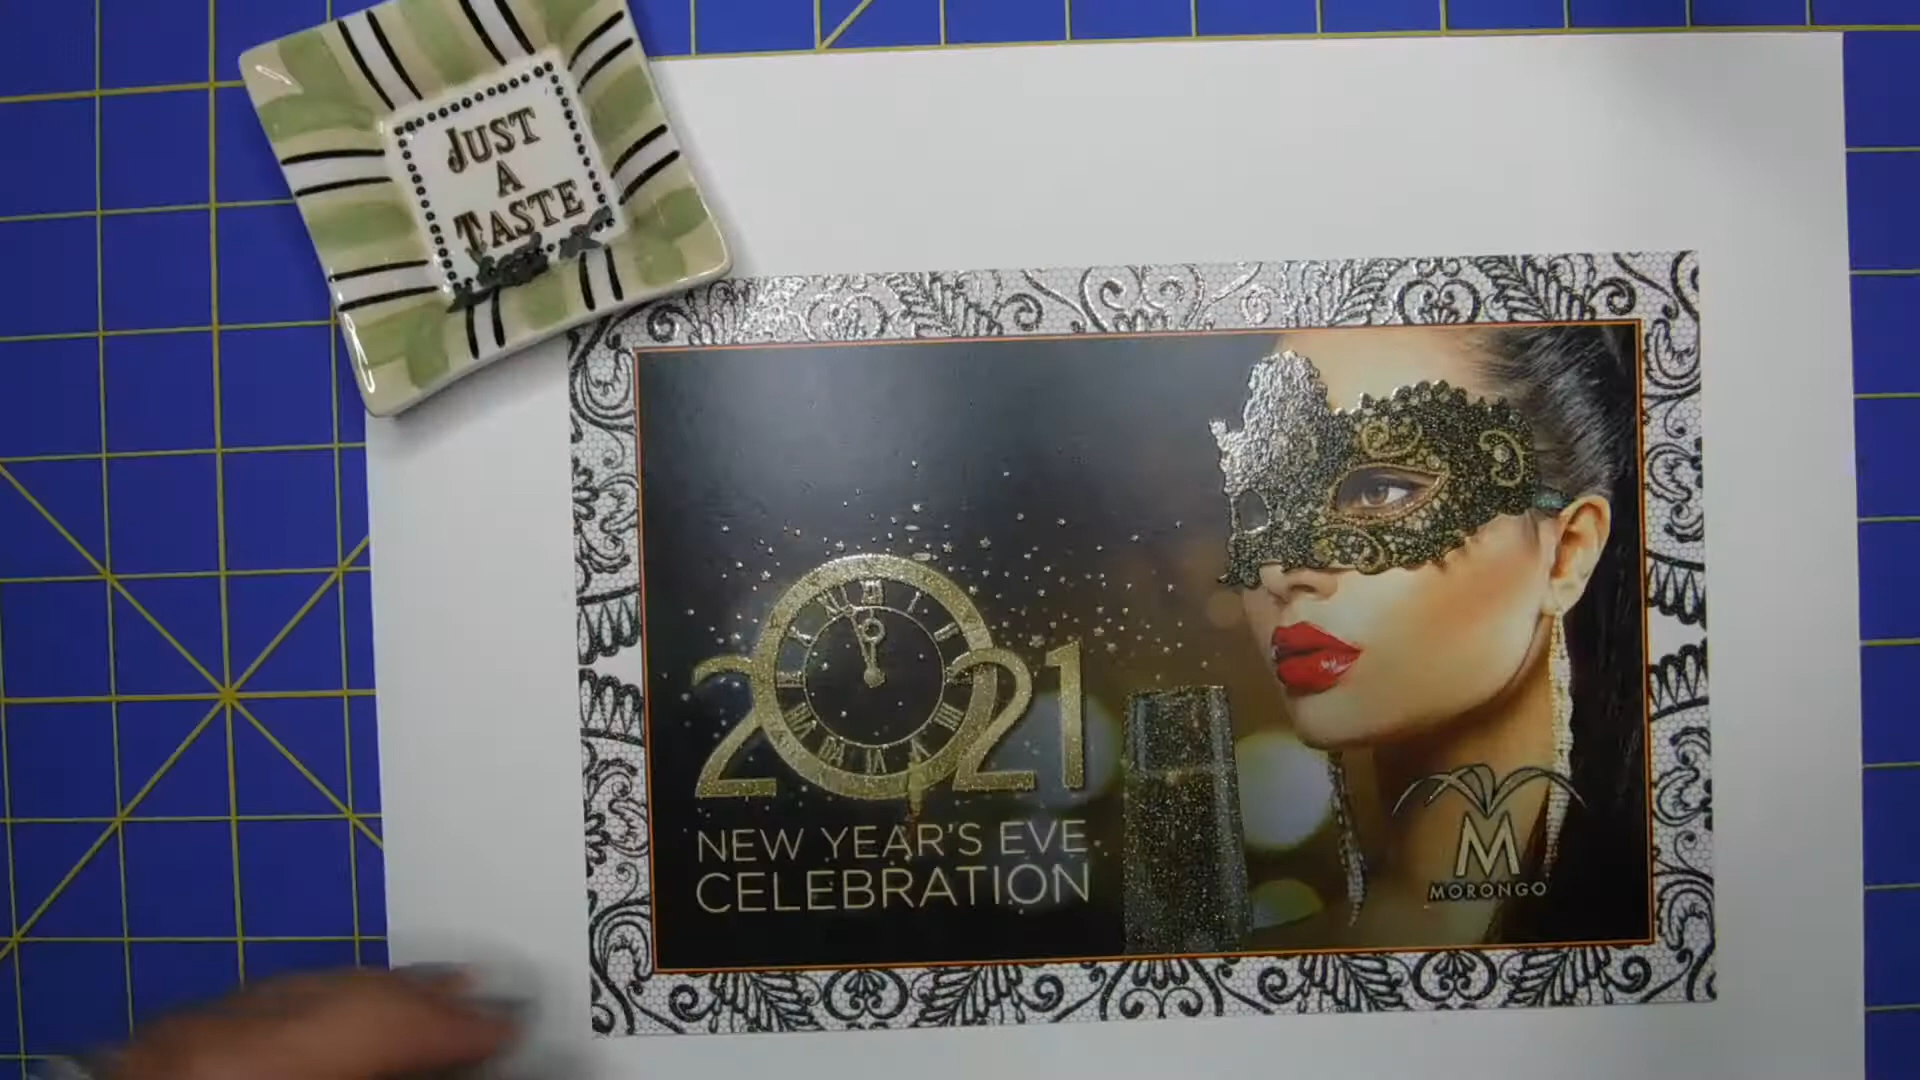 JUST
A
TASTE
2021
NEW YEAR'S EVE
CELEBRATION
M
MORONGO